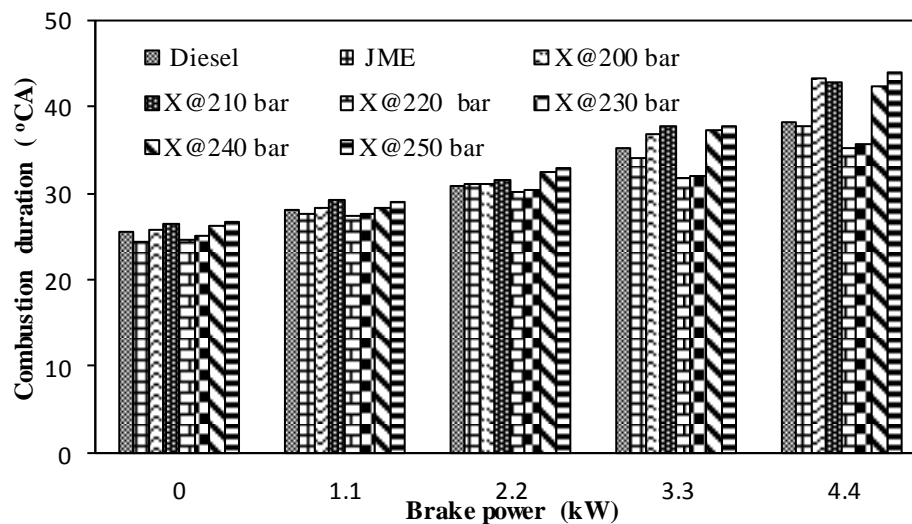 50
40
30
20
10
0
Combustion duration (ºCA)
Diesel JME X@200 bar
X@210 bar X@220 bar X@230 bar
X@240 bar X@250 bar
0 1.1 2.2 3.3 4.4
Brake power (kW)